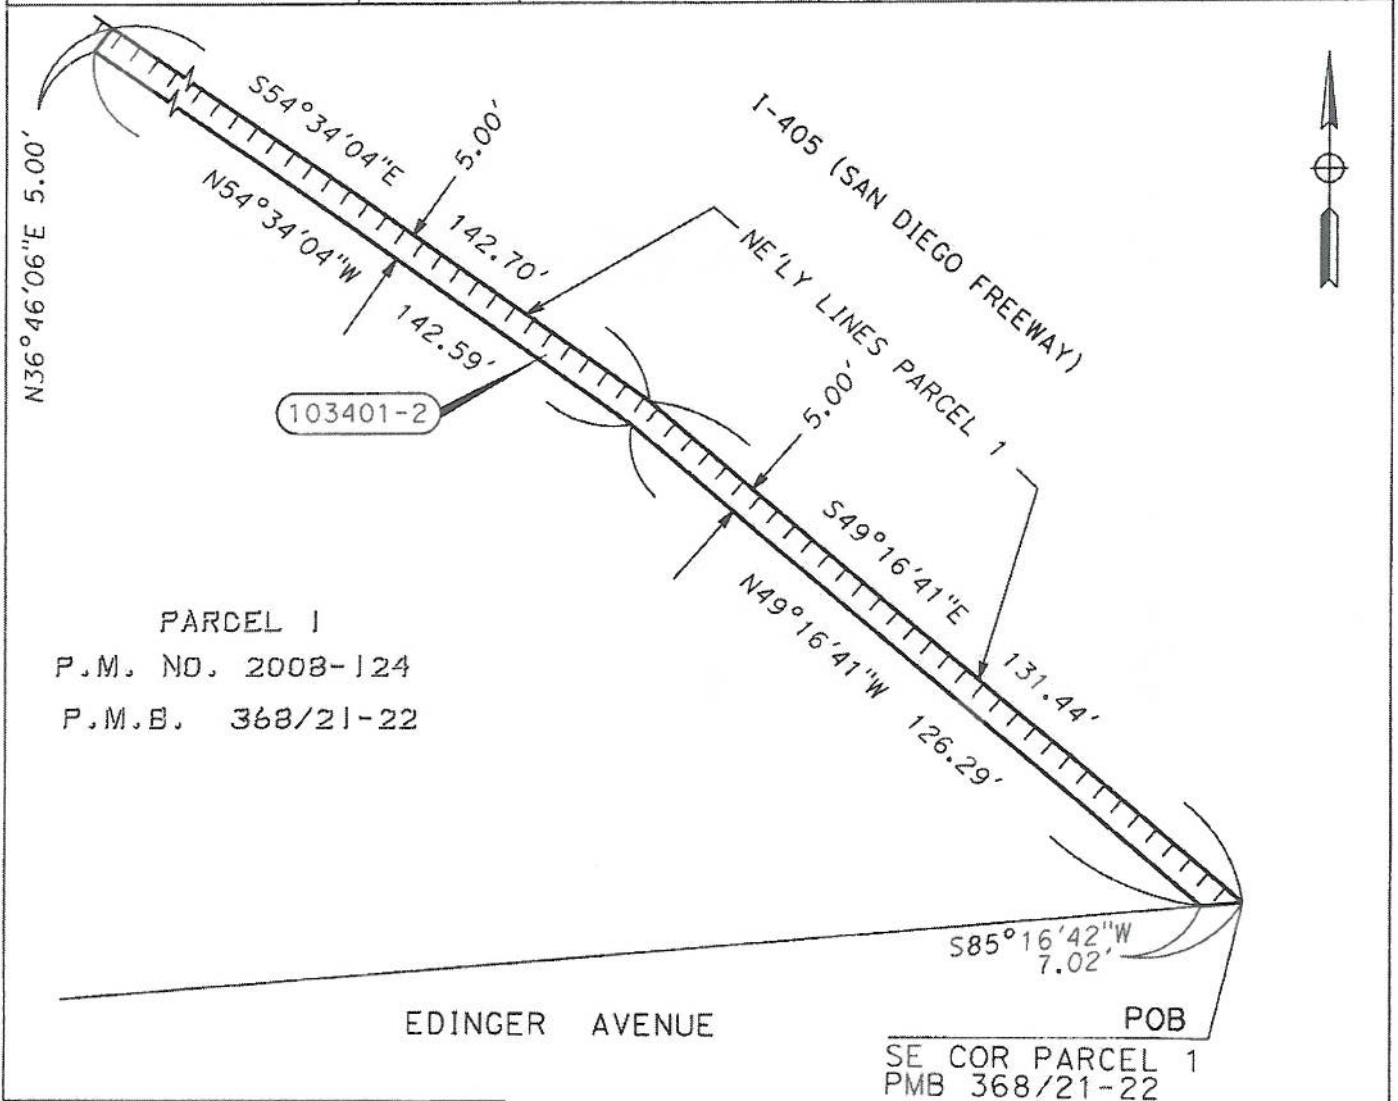 S54°34'04"E
5.00'
I-405 (SAN DIEGO FREEWAY)
N36°46'06"E 5.00'
N54°34'04"W
142.70'
NE'LY LINES PARCEL 1
142.59'
103401-2
5.00'
S49°16'41"E
N49°16'41"W
131.44'
126.29'
PARCEL 1
P.M. NO. 2008-124
P.M.B. 368/21-22
S85°16'42"W
7.02'
EDINGER AVENUE
POB
SE COR PARCEL 1
PMB 368/21-22